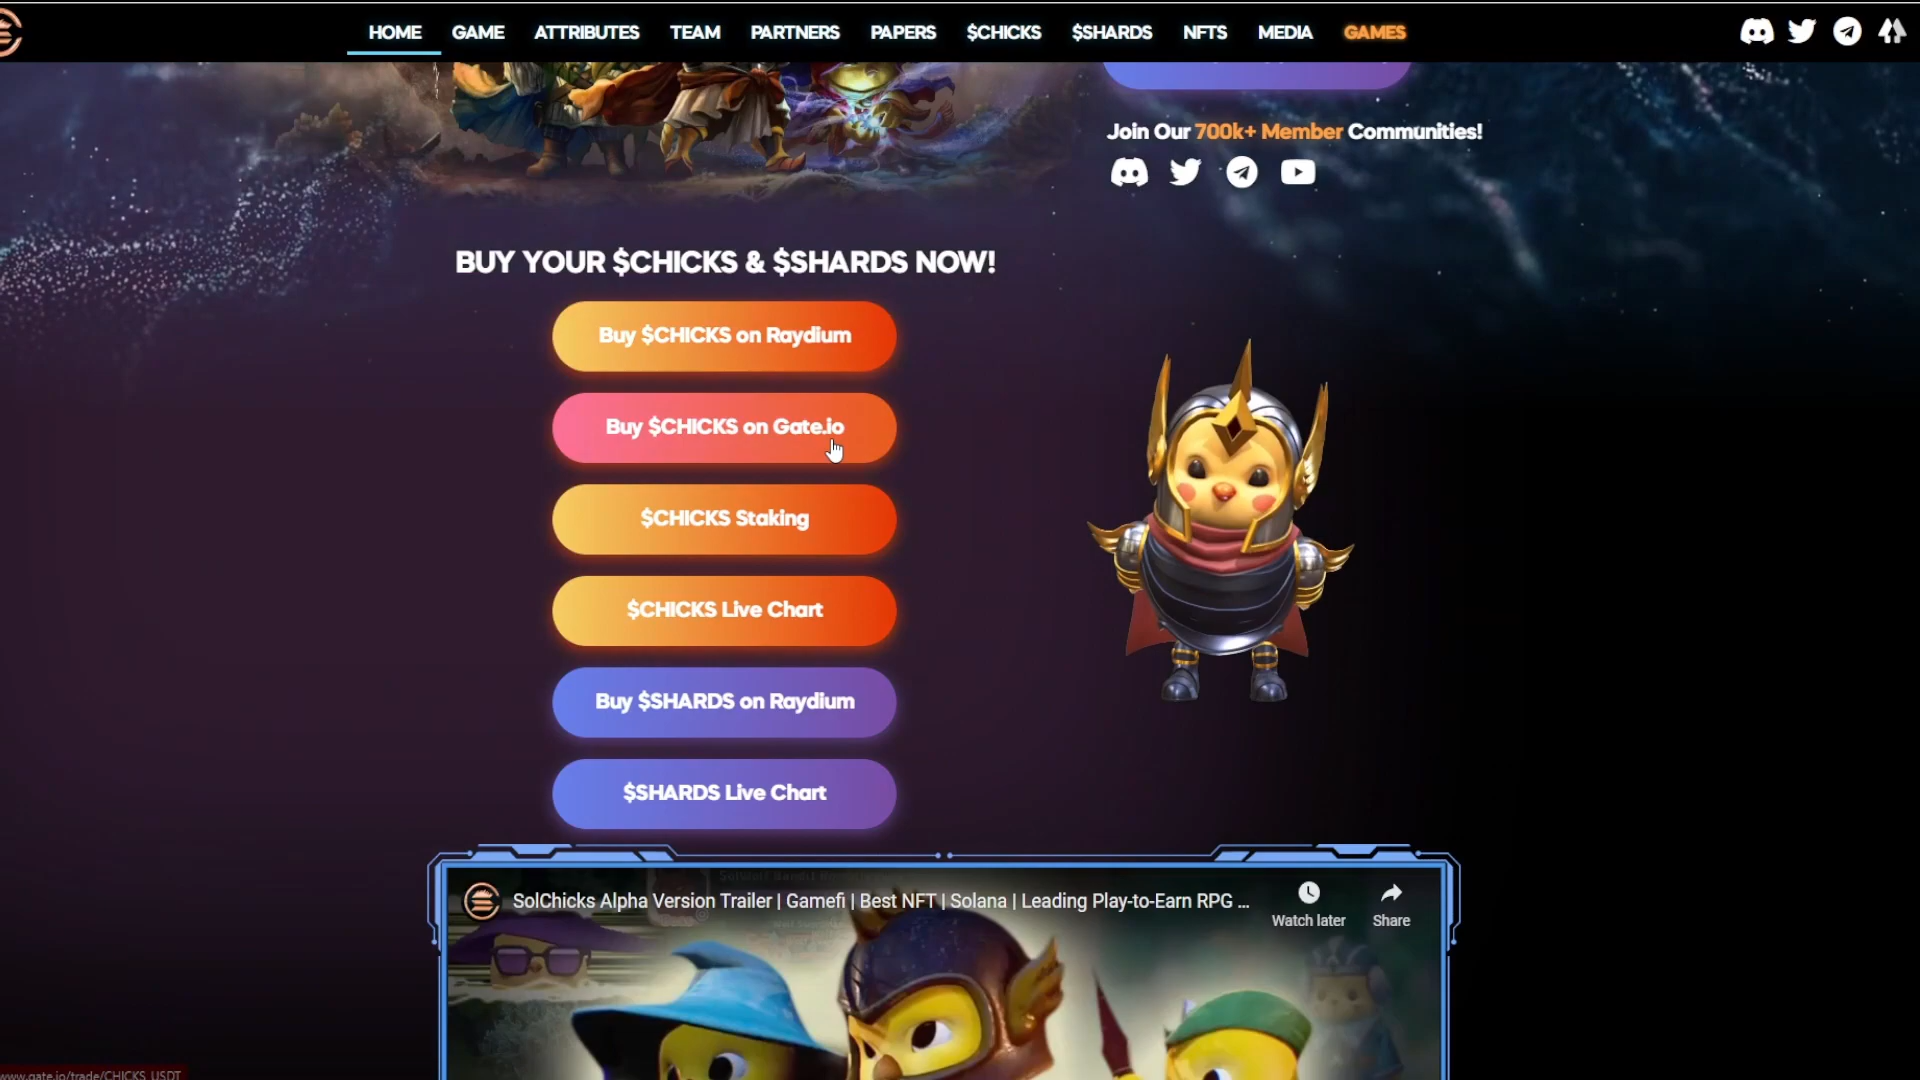 HOME GAME ATTRIBUTES TEAM PARTNERS PAPERS $CHICKS $SHARDS NFTS MEDIA GAMES
Join Our 700k+ Member Communities!
BUY YOUR $CHICKS & $SHARDS NOW!
Buy $CHICKS on Raydium
Buy $CHICKS on Gate.io
$CHICKS Staking
$CHICKS Live Chart
Buy $SHARDS on Raydium
$SHARDS Live Chart
SolChicks Alpha Version Trailer | Gamefi | Best NFT | Solana | Leading Play-to-Earn RPG ...
Watch later
Share
www.gate.io/trade/CHICKS_USDT